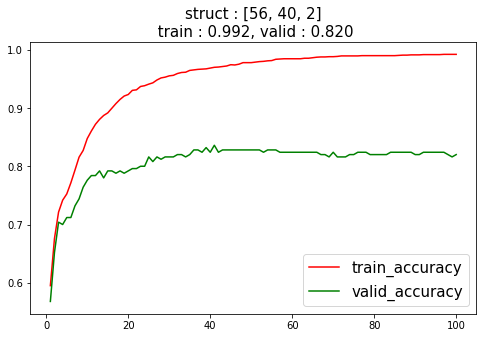 struct : [56, 40, 2]
train : 0.992, valid : 0.820
1.0
0.9
0.8
0.7
0.6
0
20
40
60
80
100
train_accuracy
valid_accuracy